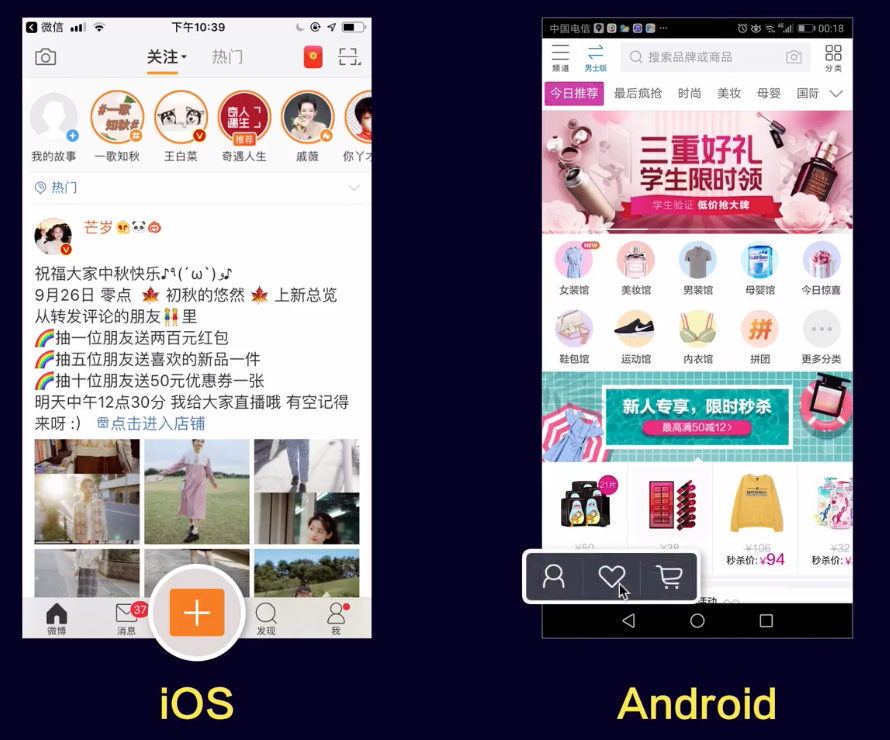 微信
下午10:39
关注
热门
我的故事
#一歌知秋#
一歌知秋
王白菜
奇人遇生
推荐
奇遇人生
戚薇
热门
芒岁
祝福大家中秋快乐
9月26日 零点 初秋的悠然 上新总览
从转发评论的朋友里
抽一位朋友送两百元红包
抽五位朋友送喜欢的新品一件
抽十位朋友送50元优惠券一张
明天中午12点30分 我给大家直播哦 有空记得
来呀 :) 点击进入店铺
微博
消息
37
发现
我
iOS
中国电信
00:18
频道
男士版
搜索品牌或商品
分类
今日推荐 最后疯抢 时尚 美妆 母婴 国际
三重好礼
学生限时领
学生验证 低价抢大牌
NEW
女装馆 美妆馆 男装馆 母婴馆 今日惊喜
拼
鞋包馆 运动馆 内衣馆 拼团 更多分类
新人专享，限时秒杀
最高满50减12>
21片
¥50 ¥38 ¥106 ¥32
秒杀价:¥94 秒杀价:¥
活动
Android